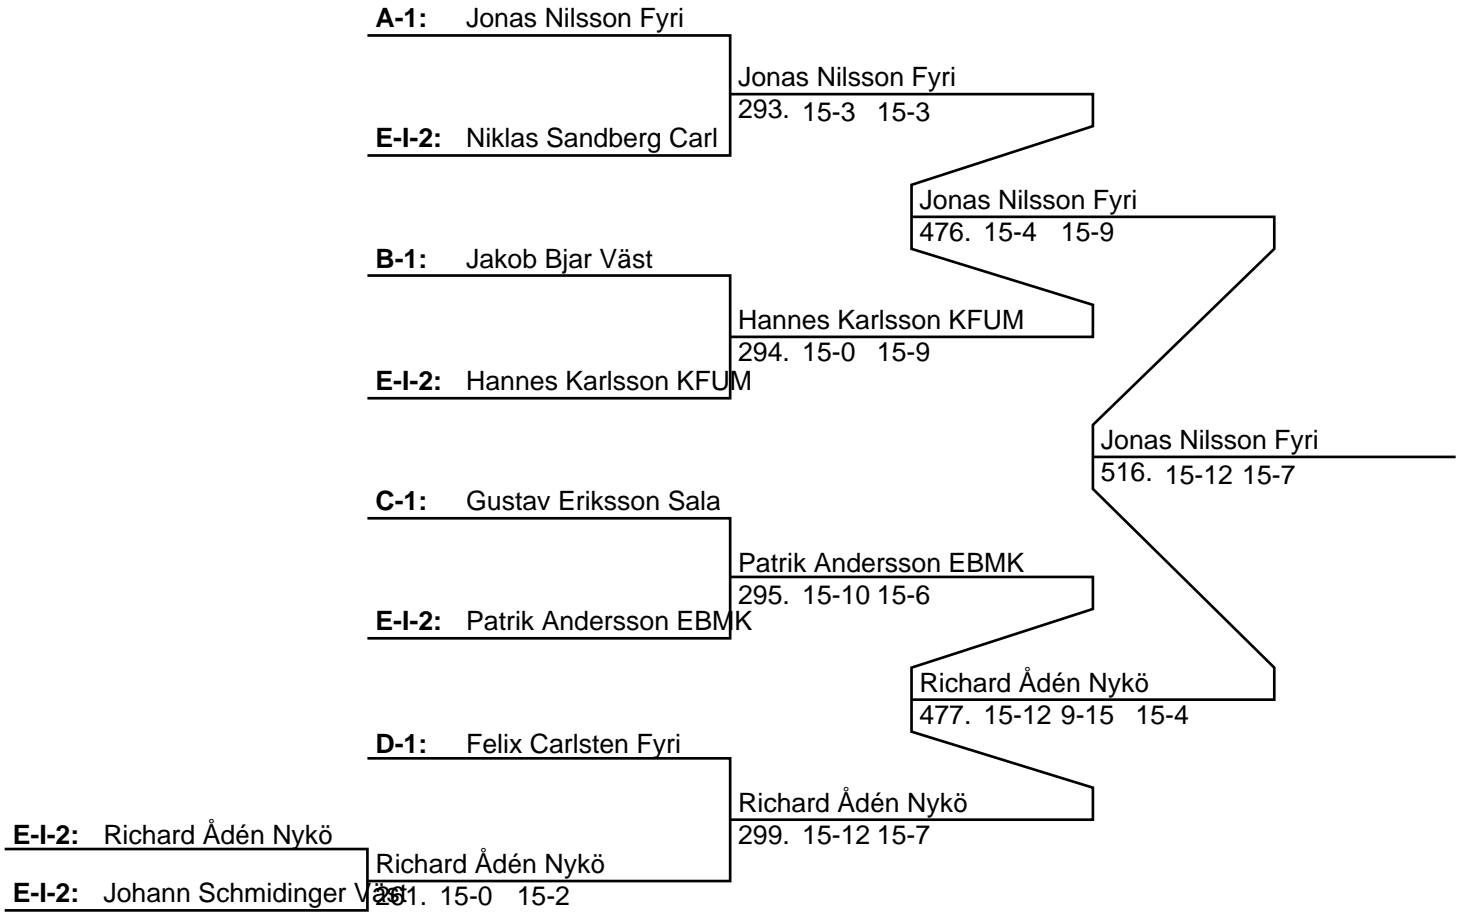 A-1: Jonas Nilsson Fyri
Jonas Nilsson Fyri
293. 15-3 15-3
E-I-2: Niklas Sandberg Carl
Jonas Nilsson Fyri
476. 15-4 15-9
B-1: Jakob Bjar Väst
Hannes Karlsson KFUM
294. 15-0 15-9
E-I-2: Hannes Karlsson KFUM
Jonas Nilsson Fyri
516. 15-12 15-7
C-1: Gustav Eriksson Sala
Patrik Andersson EBMK
295. 15-10 15-6
E-I-2: Patrik Andersson EBMK
Richard Ådén Nykö
477. 15-12 9-15 15-4
D-1: Felix Carlsten Fyri
Richard Ådén Nykö
299. 15-12 15-7
E-I-2: Richard Ådén Nykö
Richard Ådén Nykö
E-I-2: Johann Schmidinger Väst
261. 15-0 15-2